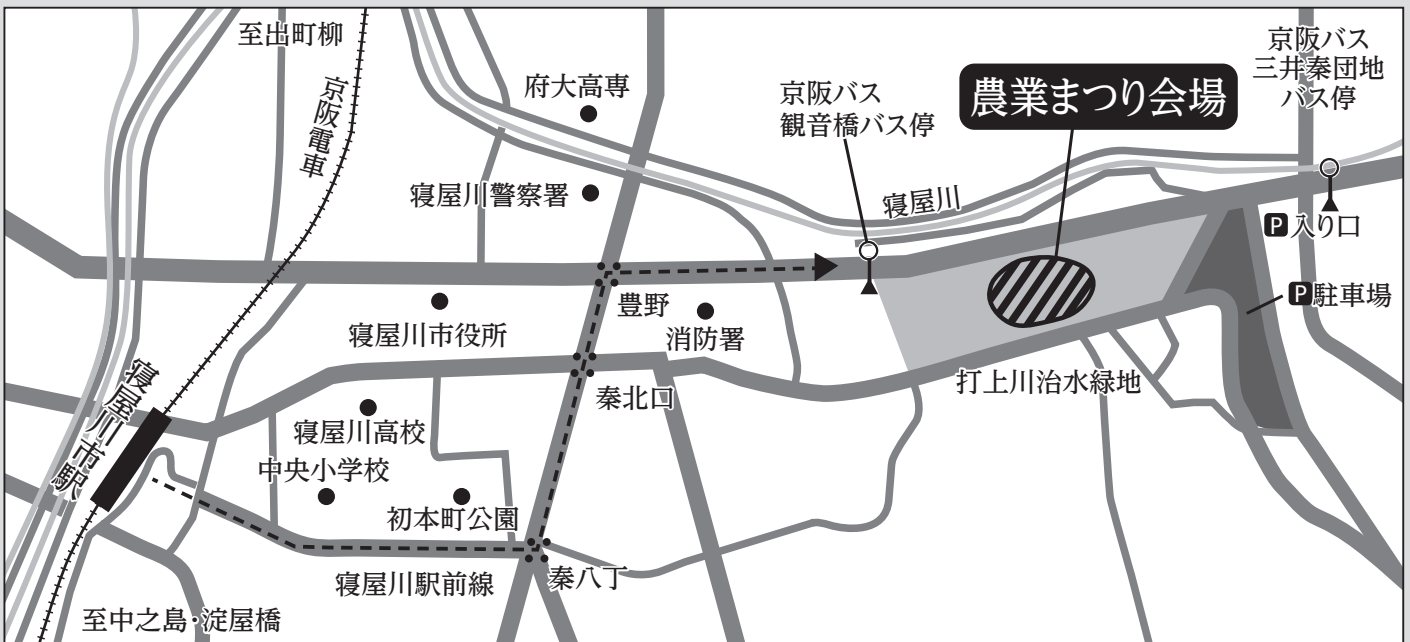 至出町柳
京阪電車
府大高専
寝屋川警察署
京阪バス
観音橋バス停
農業まつり会場
京阪バス
三井秦団地
バス停
寝屋川
P入り口
P駐車場
豊野
消防署
寝屋川市役所
秦北口
打上川治水緑地
寝屋川市駅
寝屋川高校
中央小学校
初本町公園
寝屋川駅前線
秦八丁
至中之島・淀屋橋